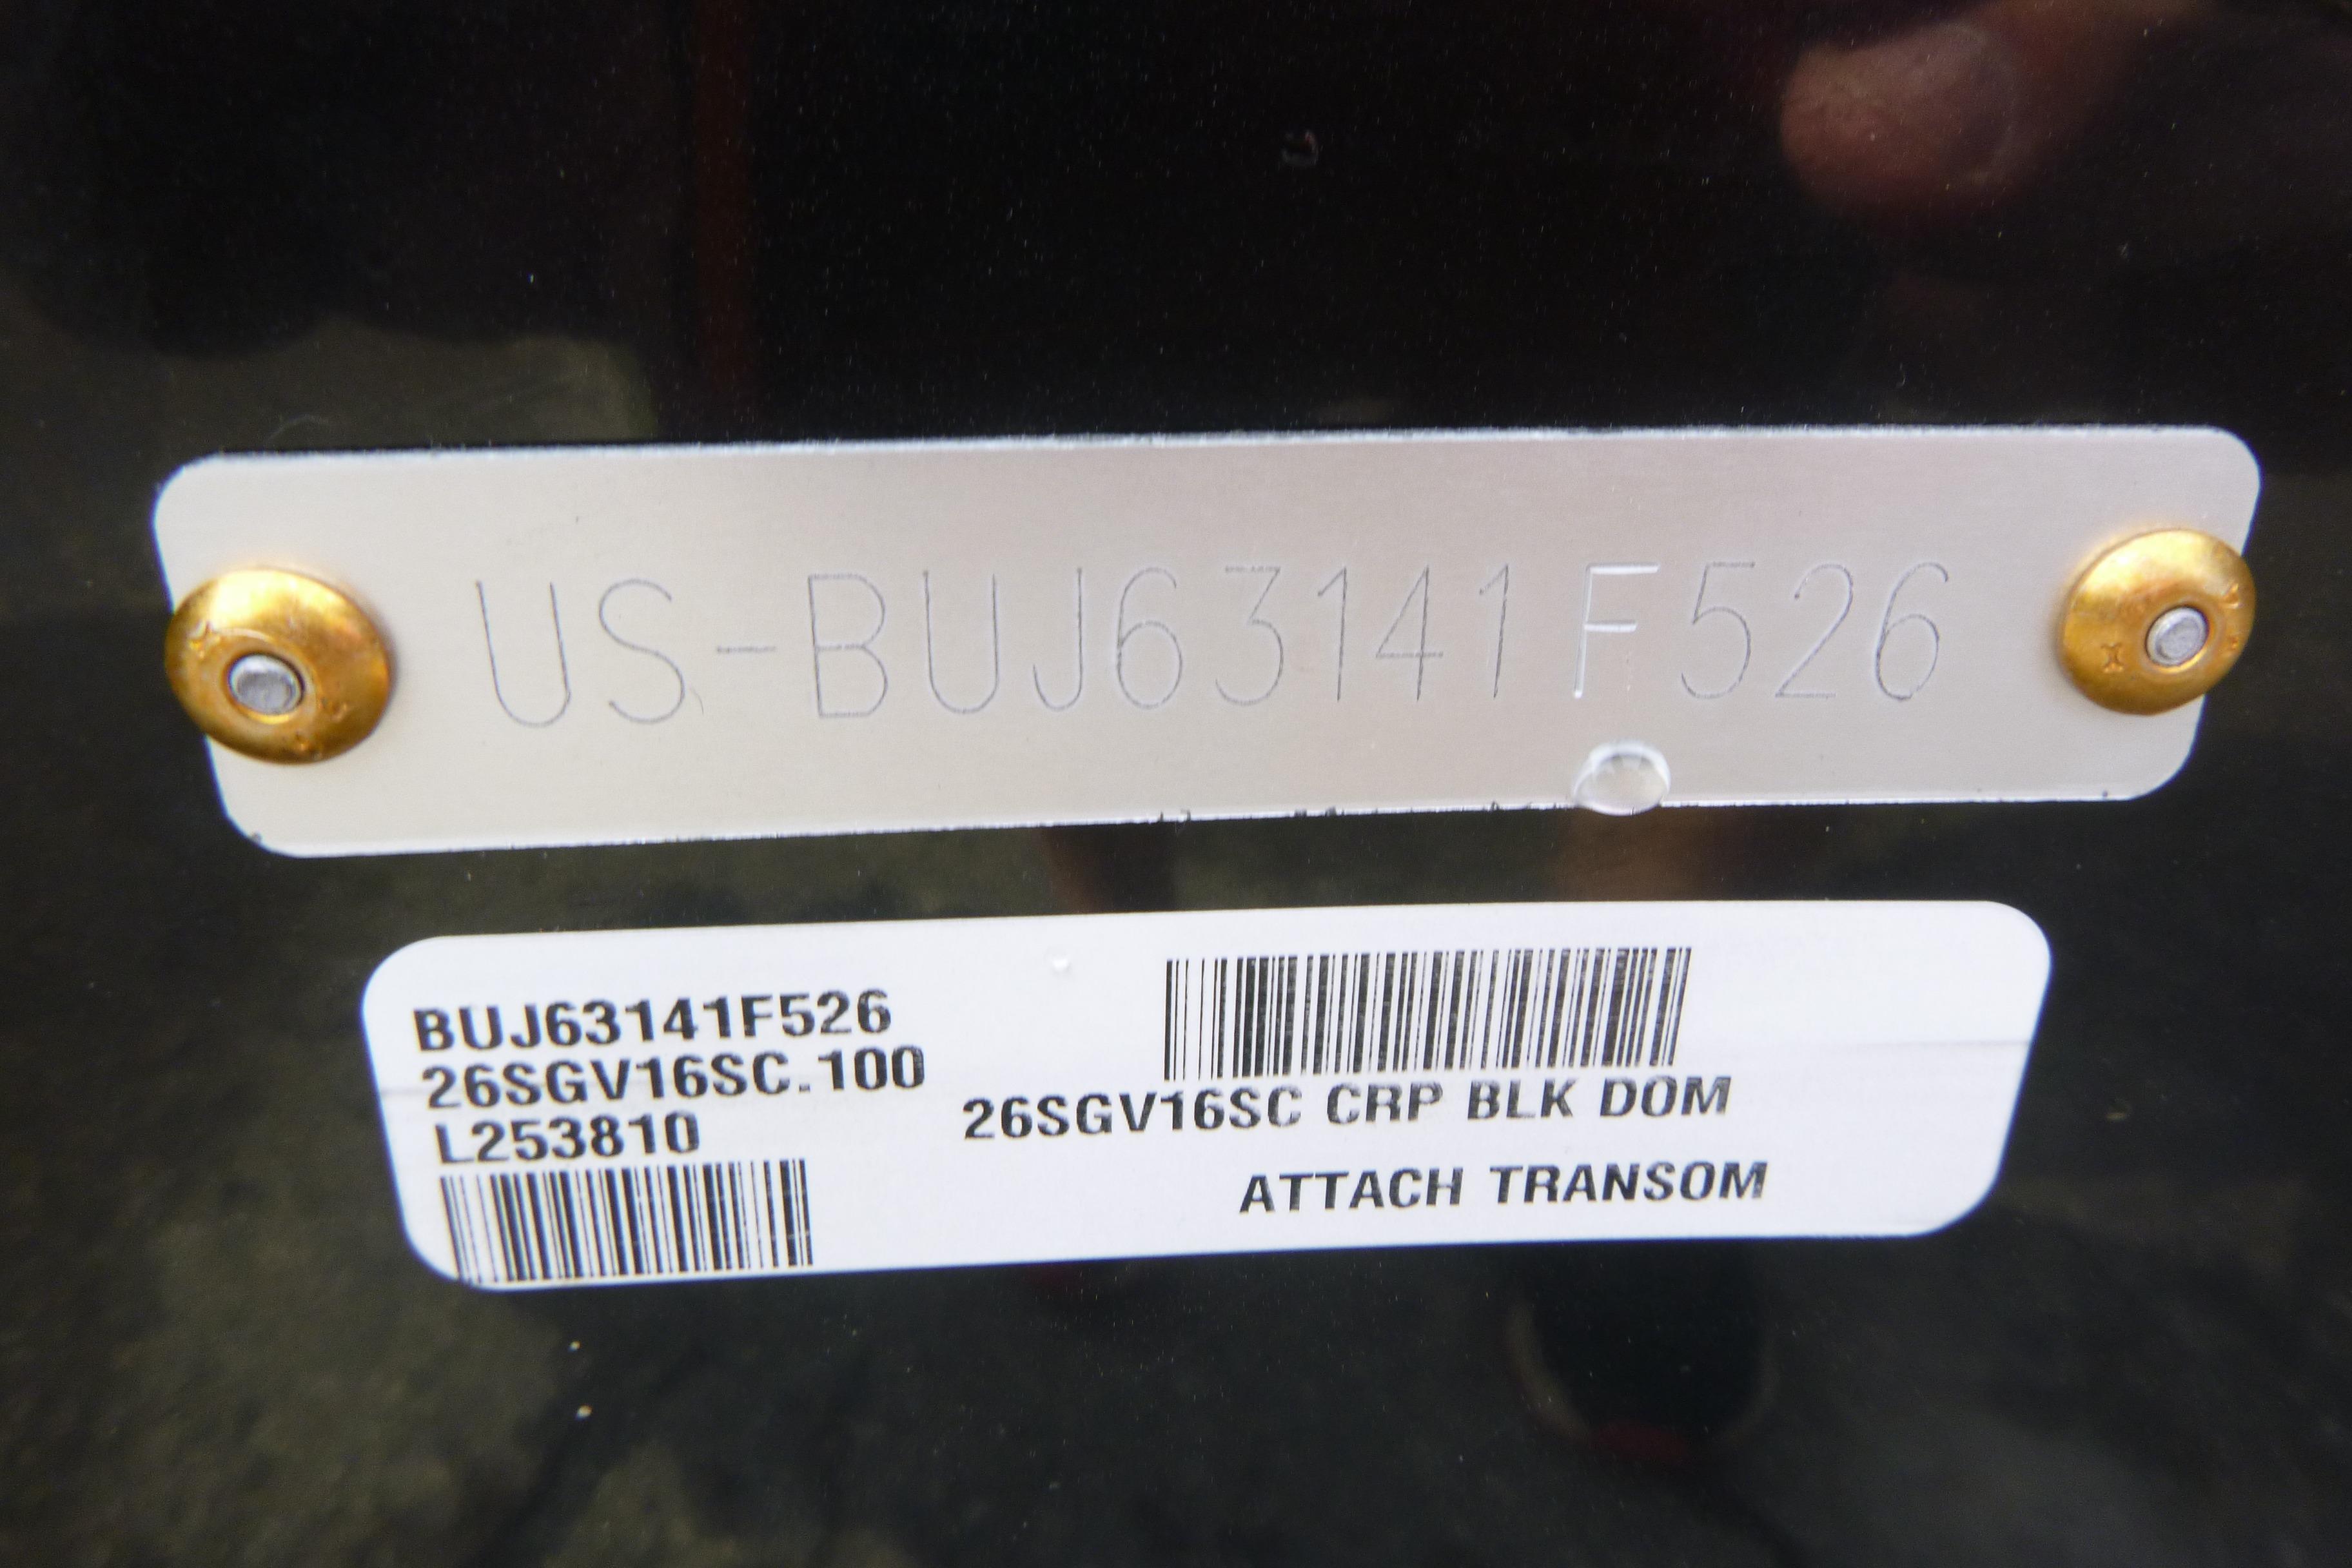 US-BUJ63141F526
BUJ63141F526
26SGV16SC.100
L253810
26SGV16SC CRP BLK DOM
ATTACH TRANSOM